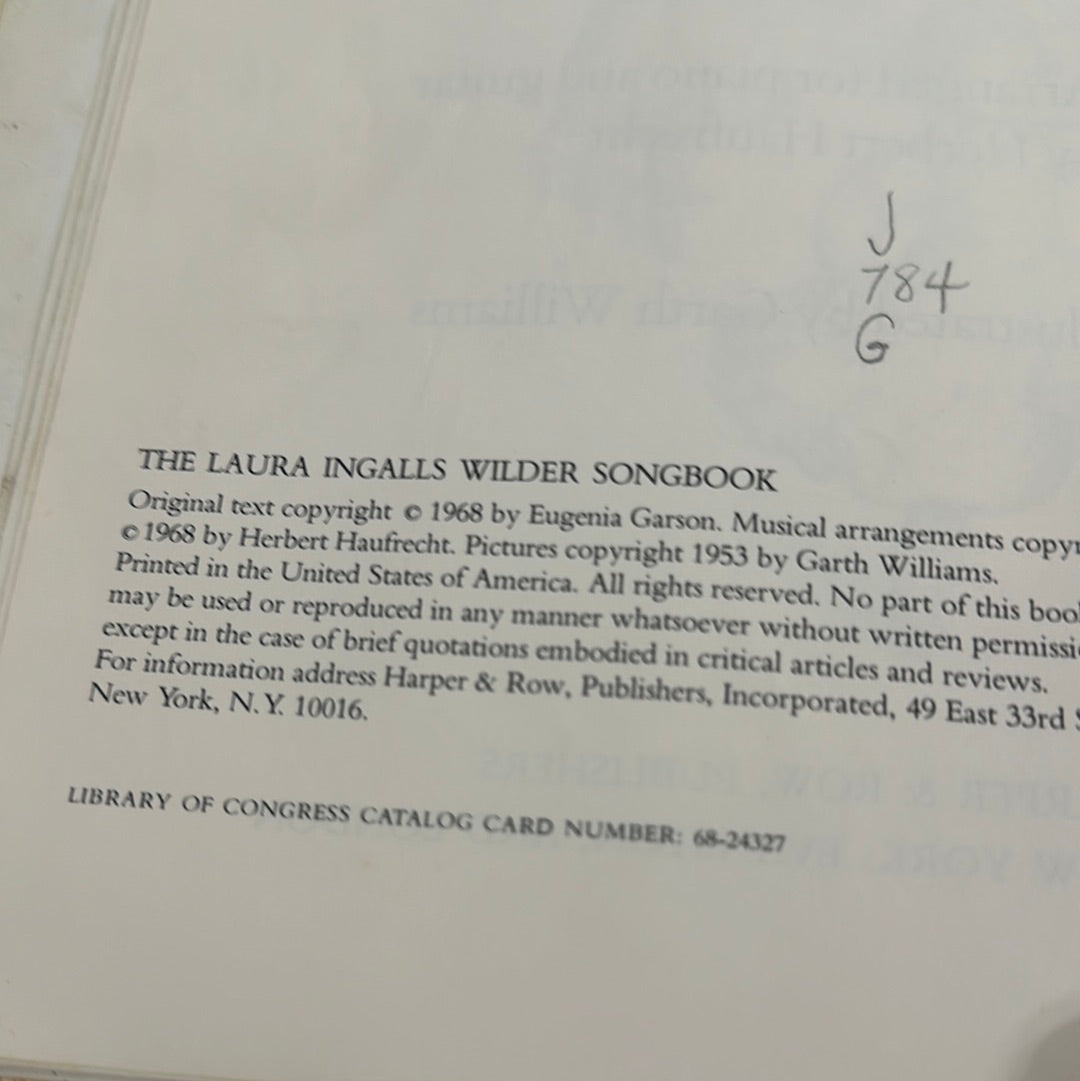 J
784
G
THE LAURA INGALLS WILDER SONGBOOK
Original text copyright © 1968 by Eugenia Garson. Musical arrangements
© 1968 by Herbert Haufrecht. Pictures copyright 1953 by Garth Williams.
Printed in the United States of America. All rights reserved. No part of this
may be used or reproduced in any manner whatsoever without written
except in the case of brief quotations embodied in critical articles and reviews.
For information address Harper & Row, Publishers, Incorporated, 49 East 33rd
New York, N.Y. 10016.
LIBRARY OF CONGRESS CATALOG CARD NUMBER: 68-24327